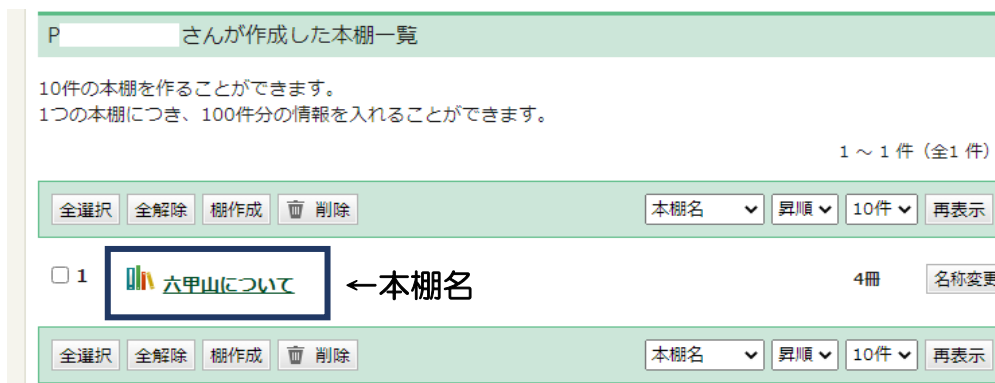 P さんが作成した本棚一覧
10件の本棚を作ることができます。
1つの本棚につき、100件分の情報を入れることができます。
1 ～ 1 件（全1 件）
全選択 全解除 棚作成 削除 本棚名 昇順 10件 再表示
1 六甲山について ←本棚名 4冊 名称変更
全選択 全解除 棚作成 削除 本棚名 昇順 10件 再表示